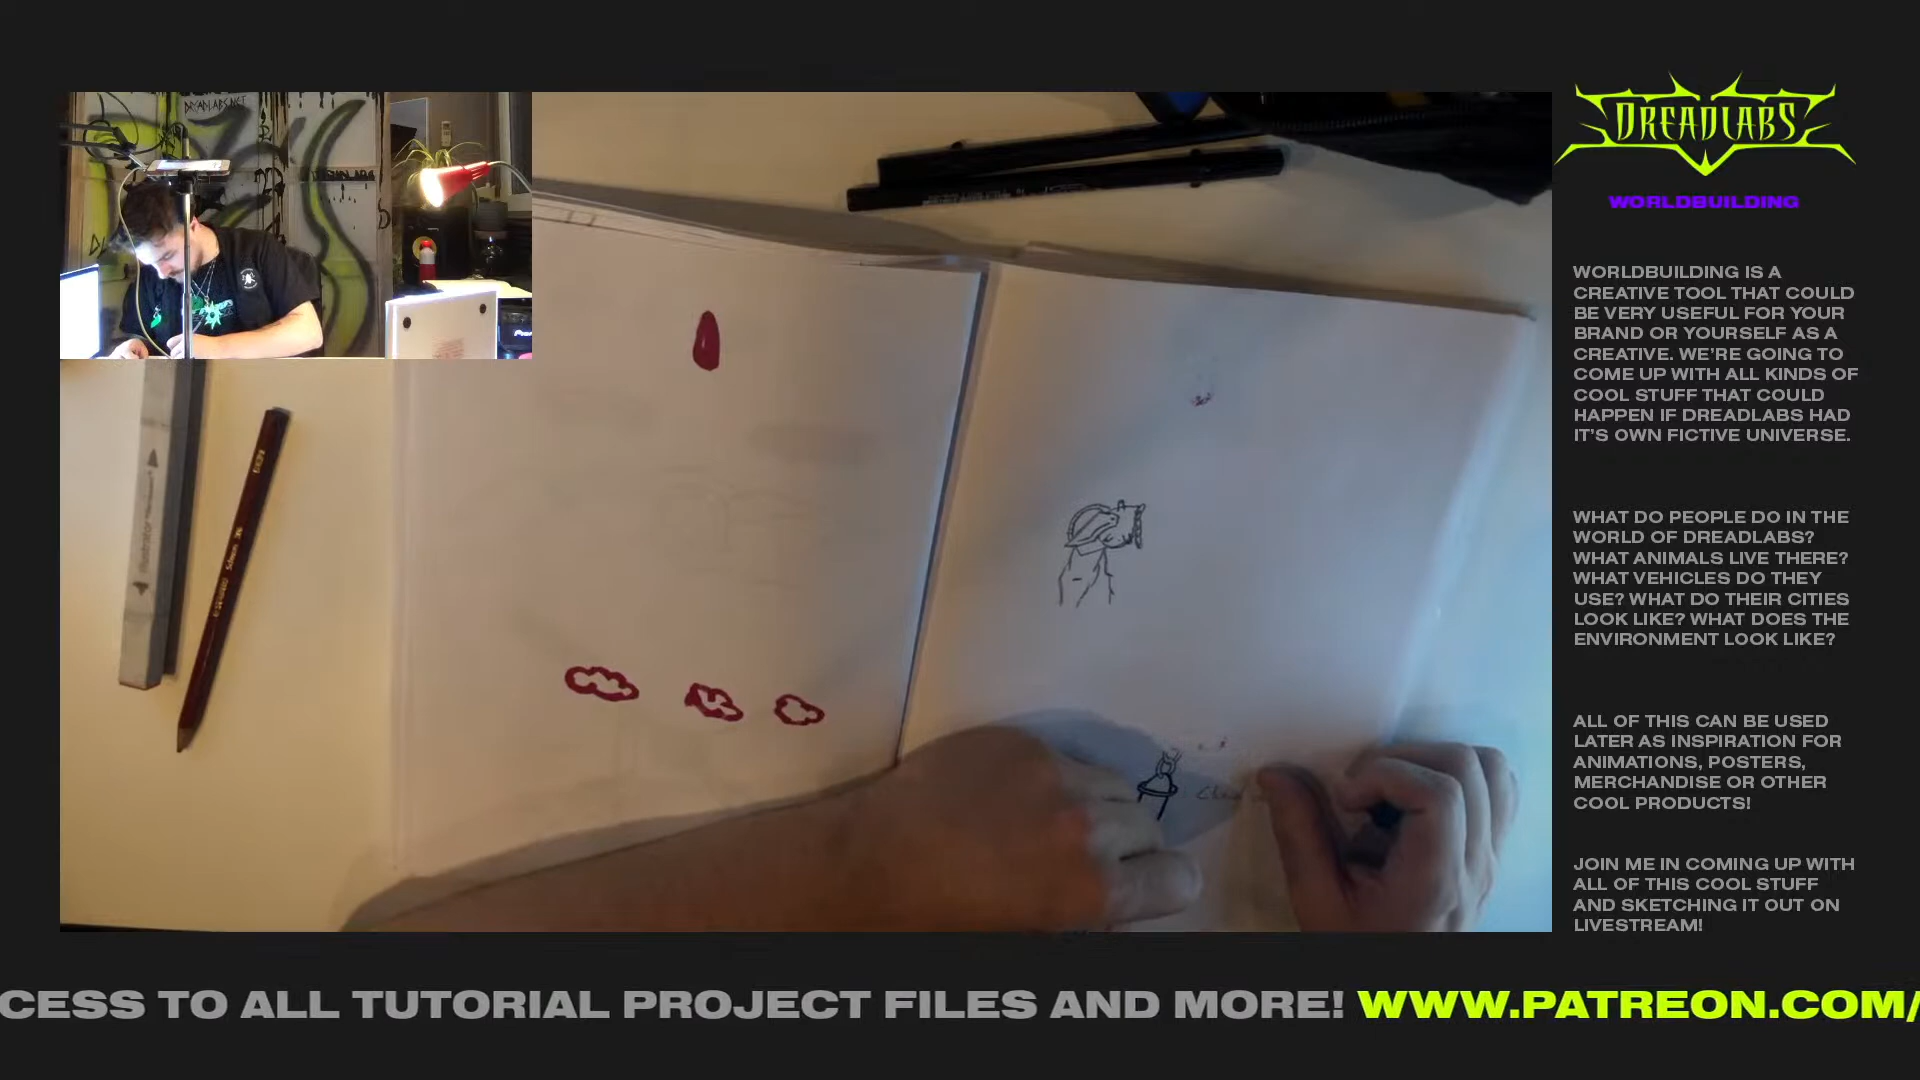 DREADLABS.NET
DREADLABS
WORLDBUILDING
WORLDBUILDING IS A
CREATIVE TOOL THAT COULD
BE VERY USEFUL FOR YOUR
BRAND OR YOURSELF AS A
CREATIVE. WE'RE GOING TO
COME UP WITH ALL KINDS OF
COOL STUFF THAT COULD
HAPPEN IF DREADLABS HAD
IT'S OWN FICTIVE UNIVERSE.
WHAT DO PEOPLE DO IN THE
WORLD OF DREADLABS?
WHAT ANIMALS LIVE THERE?
WHAT VEHICLES DO THEY
USE? WHAT DO THEIR CITIES
LOOK LIKE? WHAT DOES THE
ENVIRONMENT LOOK LIKE?
ALL OF THIS CAN BE USED
LATER AS INSPIRATION FOR
ANIMATIONS, POSTERS,
MERCHANDISE OR OTHER
COOL PRODUCTS!
JOIN ME IN COMING UP WITH
ALL OF THIS COOL STUFF
AND SKETCHING IT OUT ON
LIVESTREAM!
CESS TO ALL TUTORIAL PROJECT FILES AND MORE! WWW.PATREON.COM/